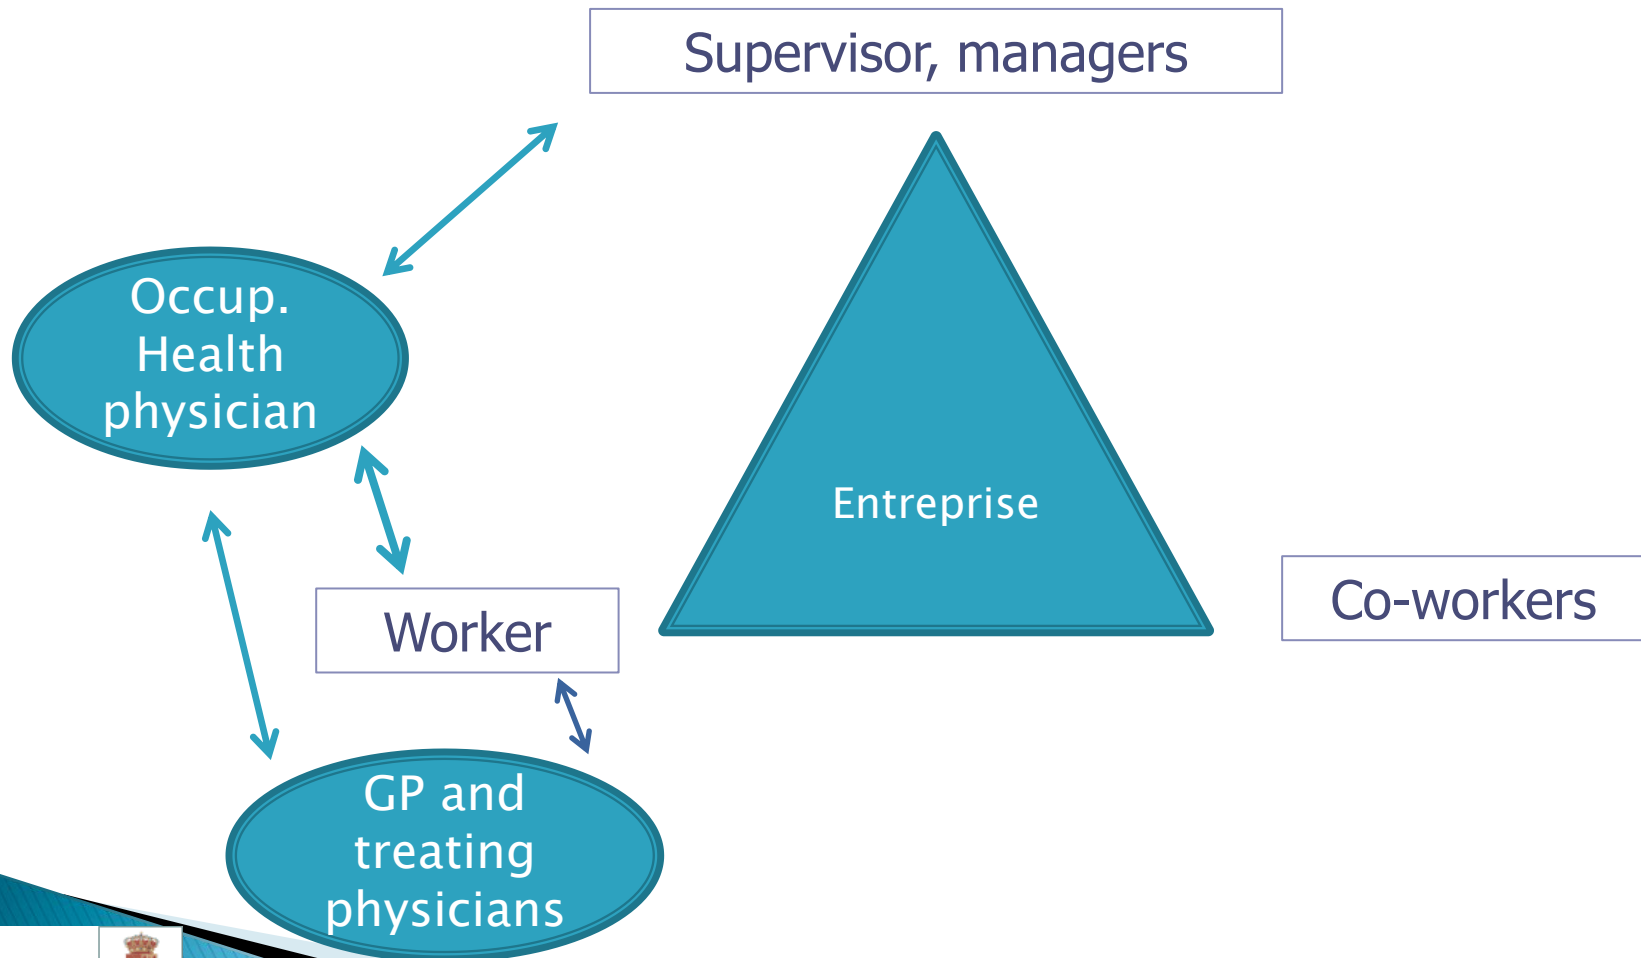 Supervisor, managers
Occup.
Health
physician
Entreprise
Co-workers
Worker
GP and
treating
physicians